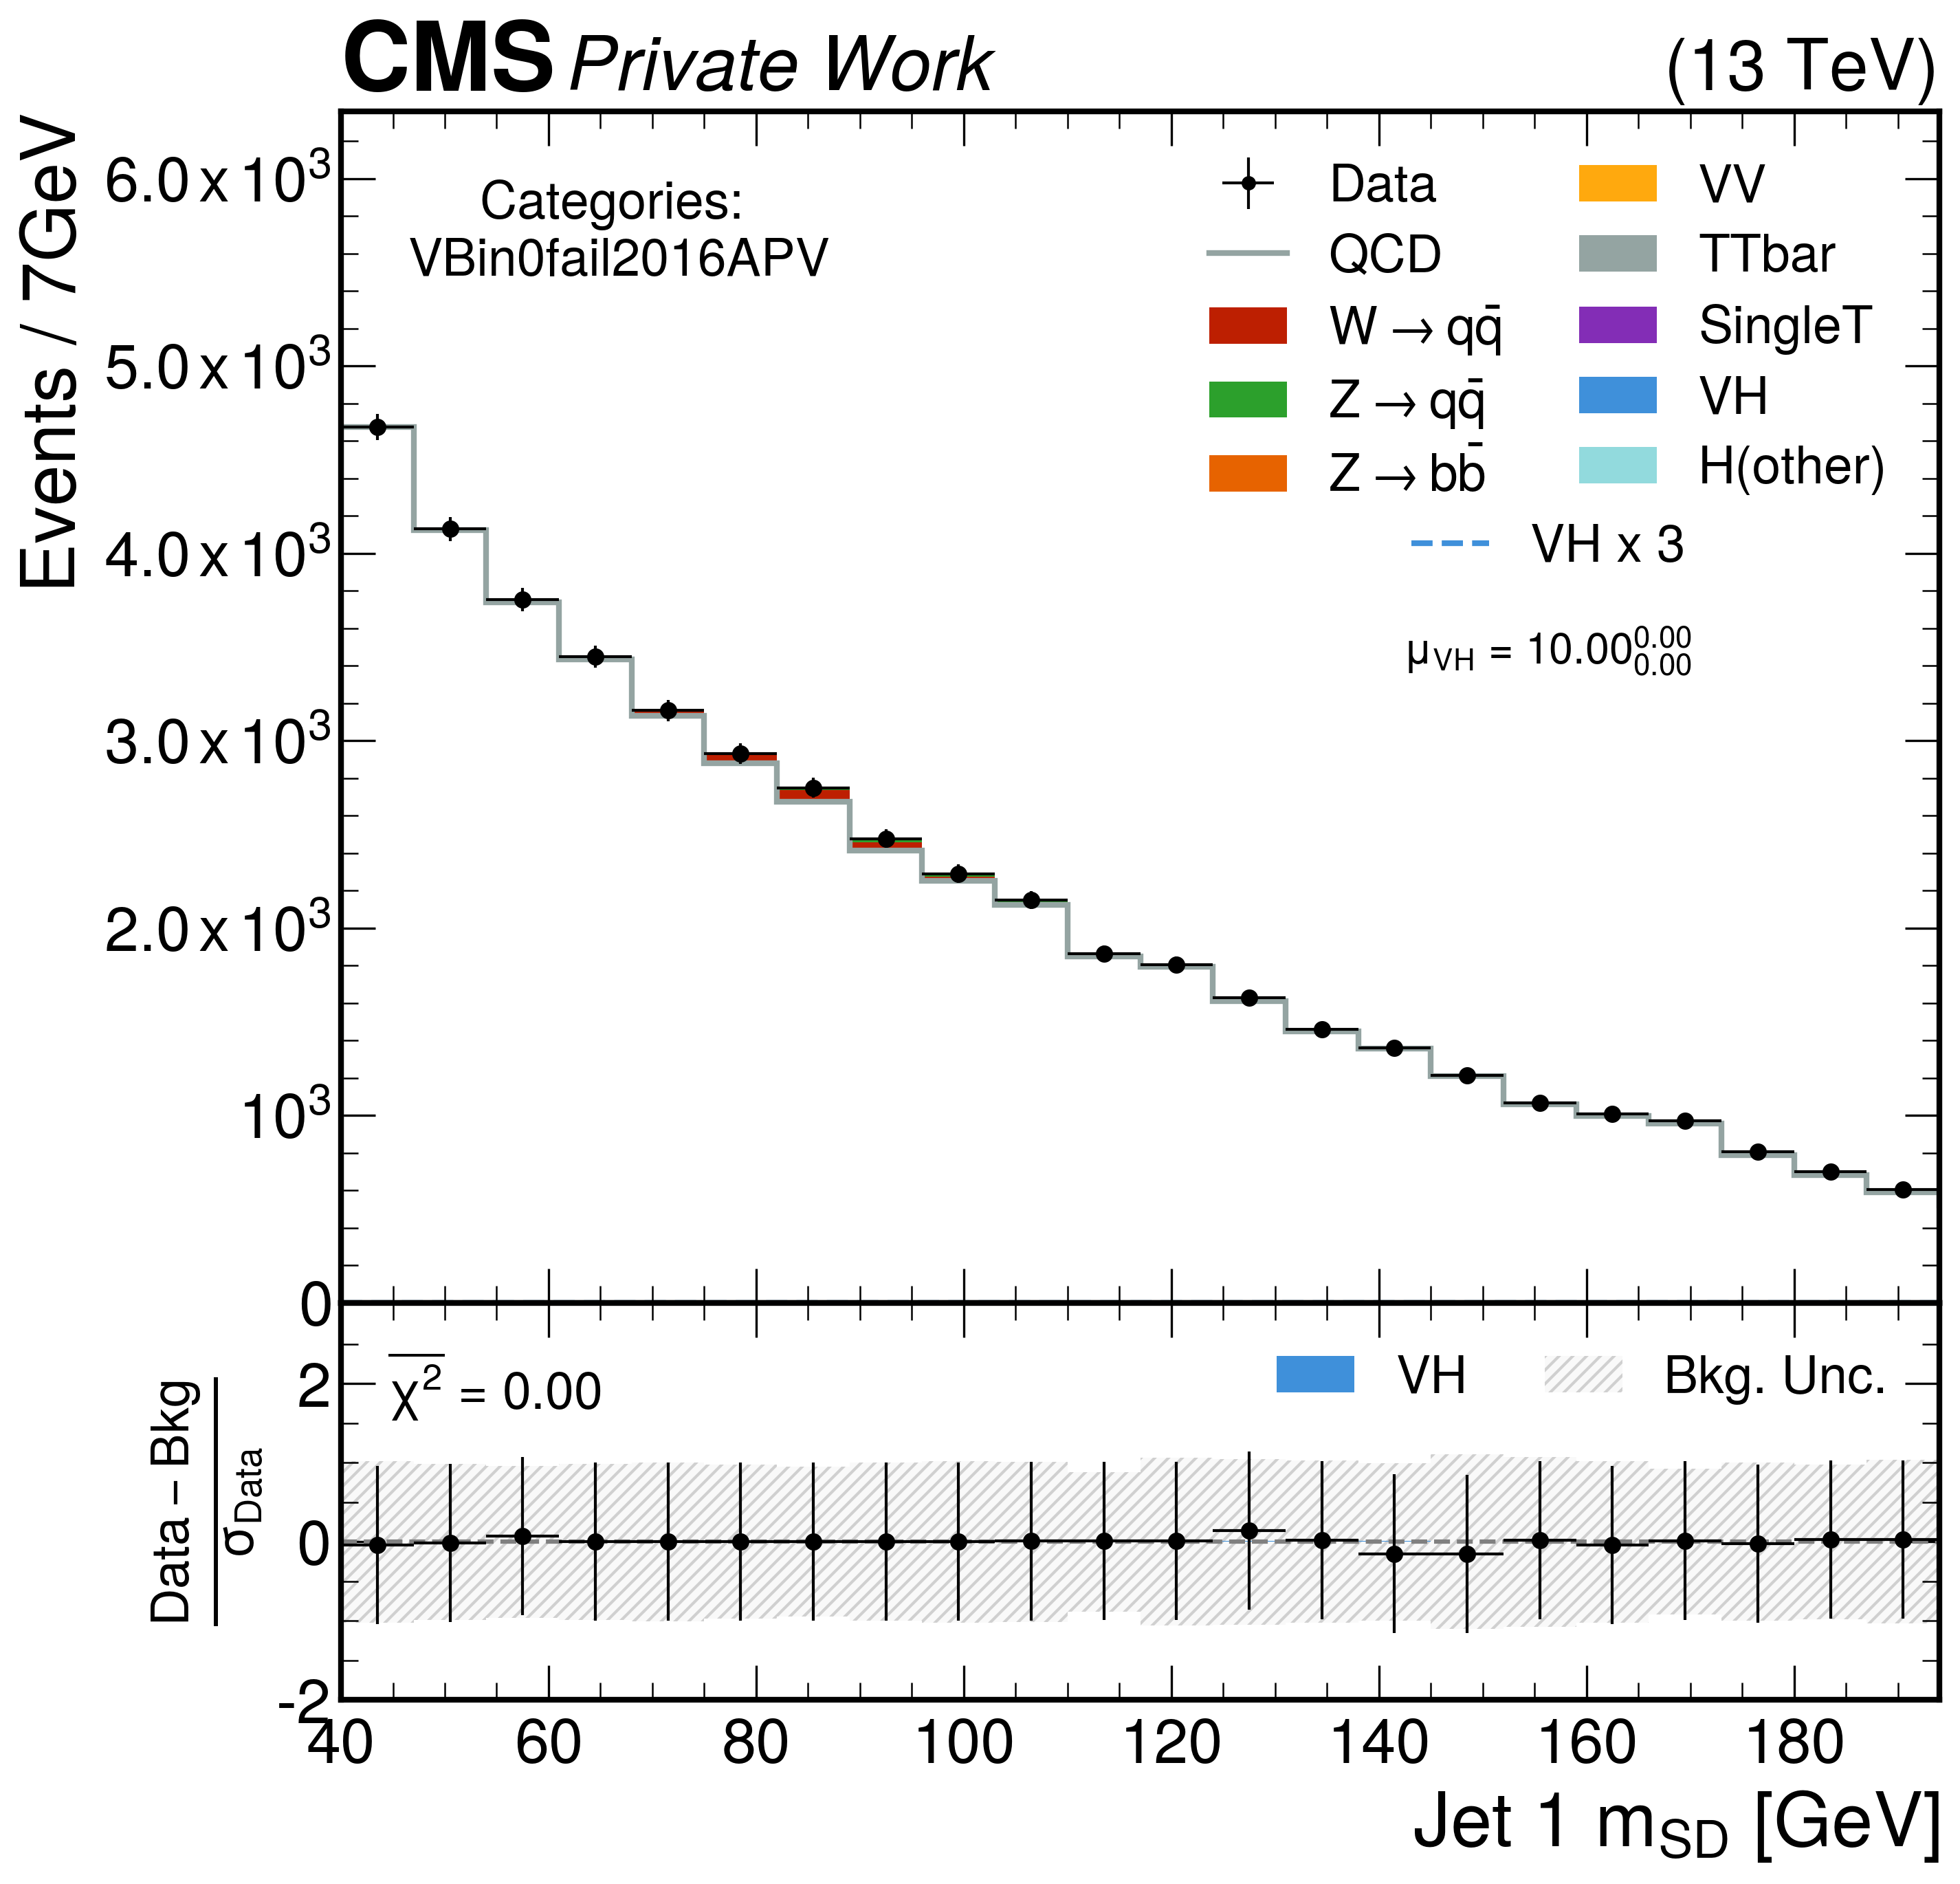 CMS Private Work (13 TeV)
Events / 7GeV
6.0 x 10³
5.0 x 10³
4.0 x 10³
3.0 x 10³
2.0 x 10³
10³
0
Categories:
VBin0fail2016APV
Data
QCD
W → qq̄
Z → qq̄
Z → bb̄
VV
TTbar
SingleT
VH
H(other)
VH x 3
μ_VH = 10.00 0.00 0.00
Data – Bkg
σ_Data
2
0
-2
χ̅²̅ = 0.00
VH
Bkg. Unc.
40 60 80 100 120 140 160 180
Jet 1 m_SD [GeV]